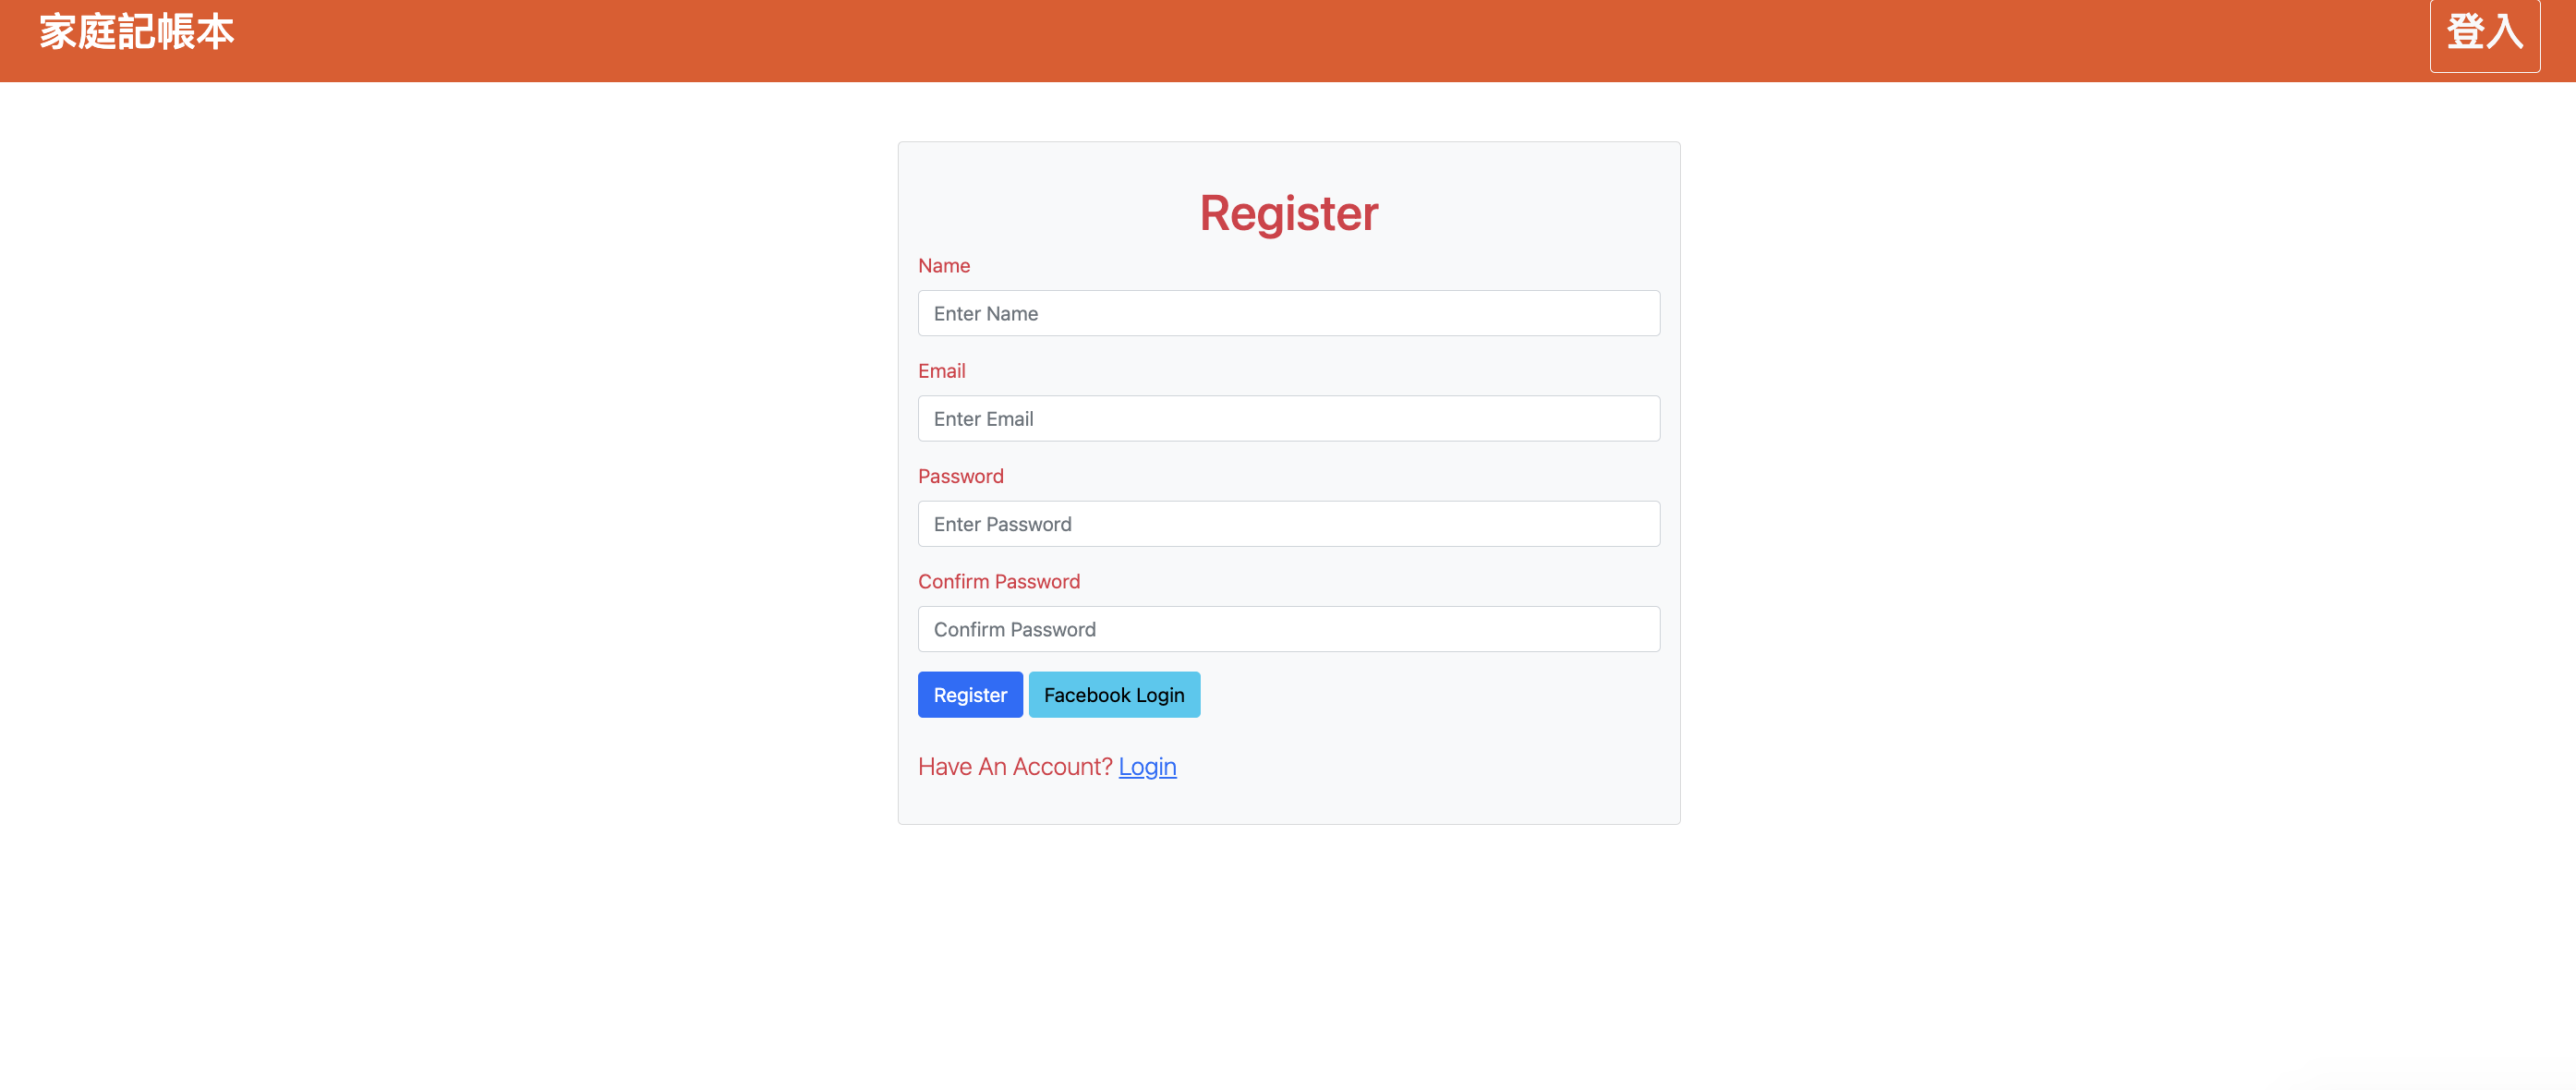 家庭記帳本
登入
Register
Name
Enter Name
Email
Enter Email
Password
Enter Password
Confirm Password
Confirm Password
Register Facebook Login
Have An Account? Login